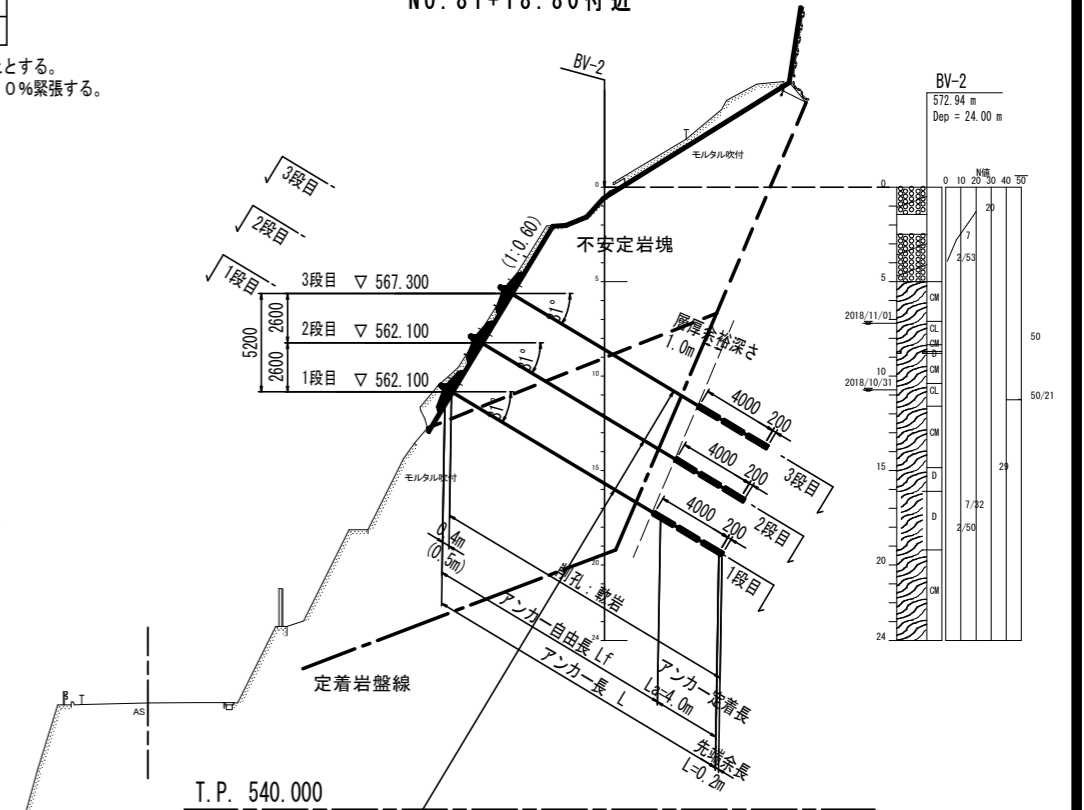 NO.81+18.80付近
とする。
0%緊張する。
BV-2
T
モルタル吹付
3段目
2段目
1段目
(1:0.60)
不安定岩塊
3段目 ▽ 567.300
2段目 ▽ 562.100
1段目 ▽ 562.100
5200
2600
2600
31°
31°
31°
層厚余裕深さ
1.0m
0
5
10
15
20
24
4000 200
3段目
4000 200
2段目
4000 200
1段目
モルタル吹付
0.4m
(0.5m)
削孔:軟岩
アンカー自由長 Lf
アンカー長 L
アンカー定着長
La=4.0m
先端余長
L=0.2m
定着岩盤線
T
AS
T.P. 540.000
BV-2
572.94 m
Dep = 24.00 m
N値
0 10 20 30 40 50
0
5
10
15
20
24
2018/11/01
2018/10/31
CM
CL
CM
D
CM
CL
CM
D
D
CM
20
7
2/53
50
50/21
29
7/32
2/50